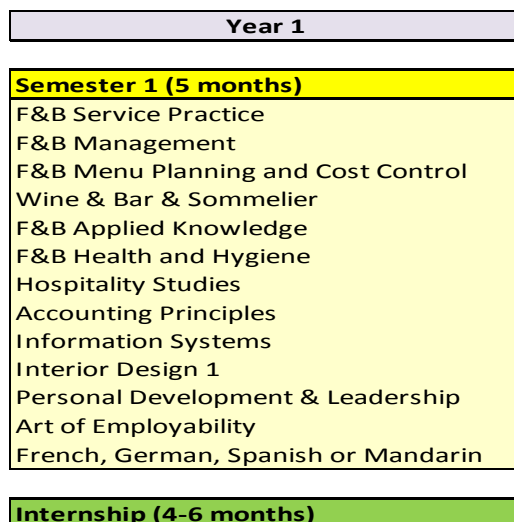 Year 1
Semester 1 (5 months)
F&B Service Practice
F&B Management
F&B Menu Planning and Cost Control
Wine & Bar & Sommelier
F&B Applied Knowledge
F&B Health and Hygiene
Hospitality Studies
Accounting Principles
Information Systems
Interior Design 1
Personal Development & Leadership
Art of Employability
French, German, Spanish or Mandarin
Internship (4-6 months)